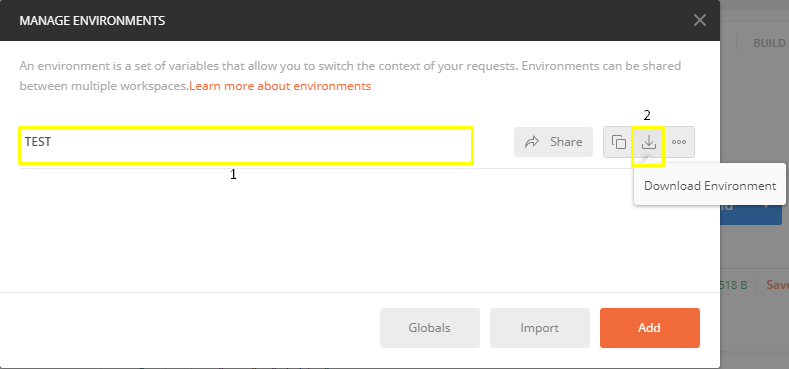 MANAGE ENVIRONMENTS
BUILD
An environment is a set of variables that allow you to switch the context of your requests. Environments can be shared
between multiple workspaces.Learn more about environments
2
TEST
Share
1
Download Environment
518 B
Save
Globals
Import
Add